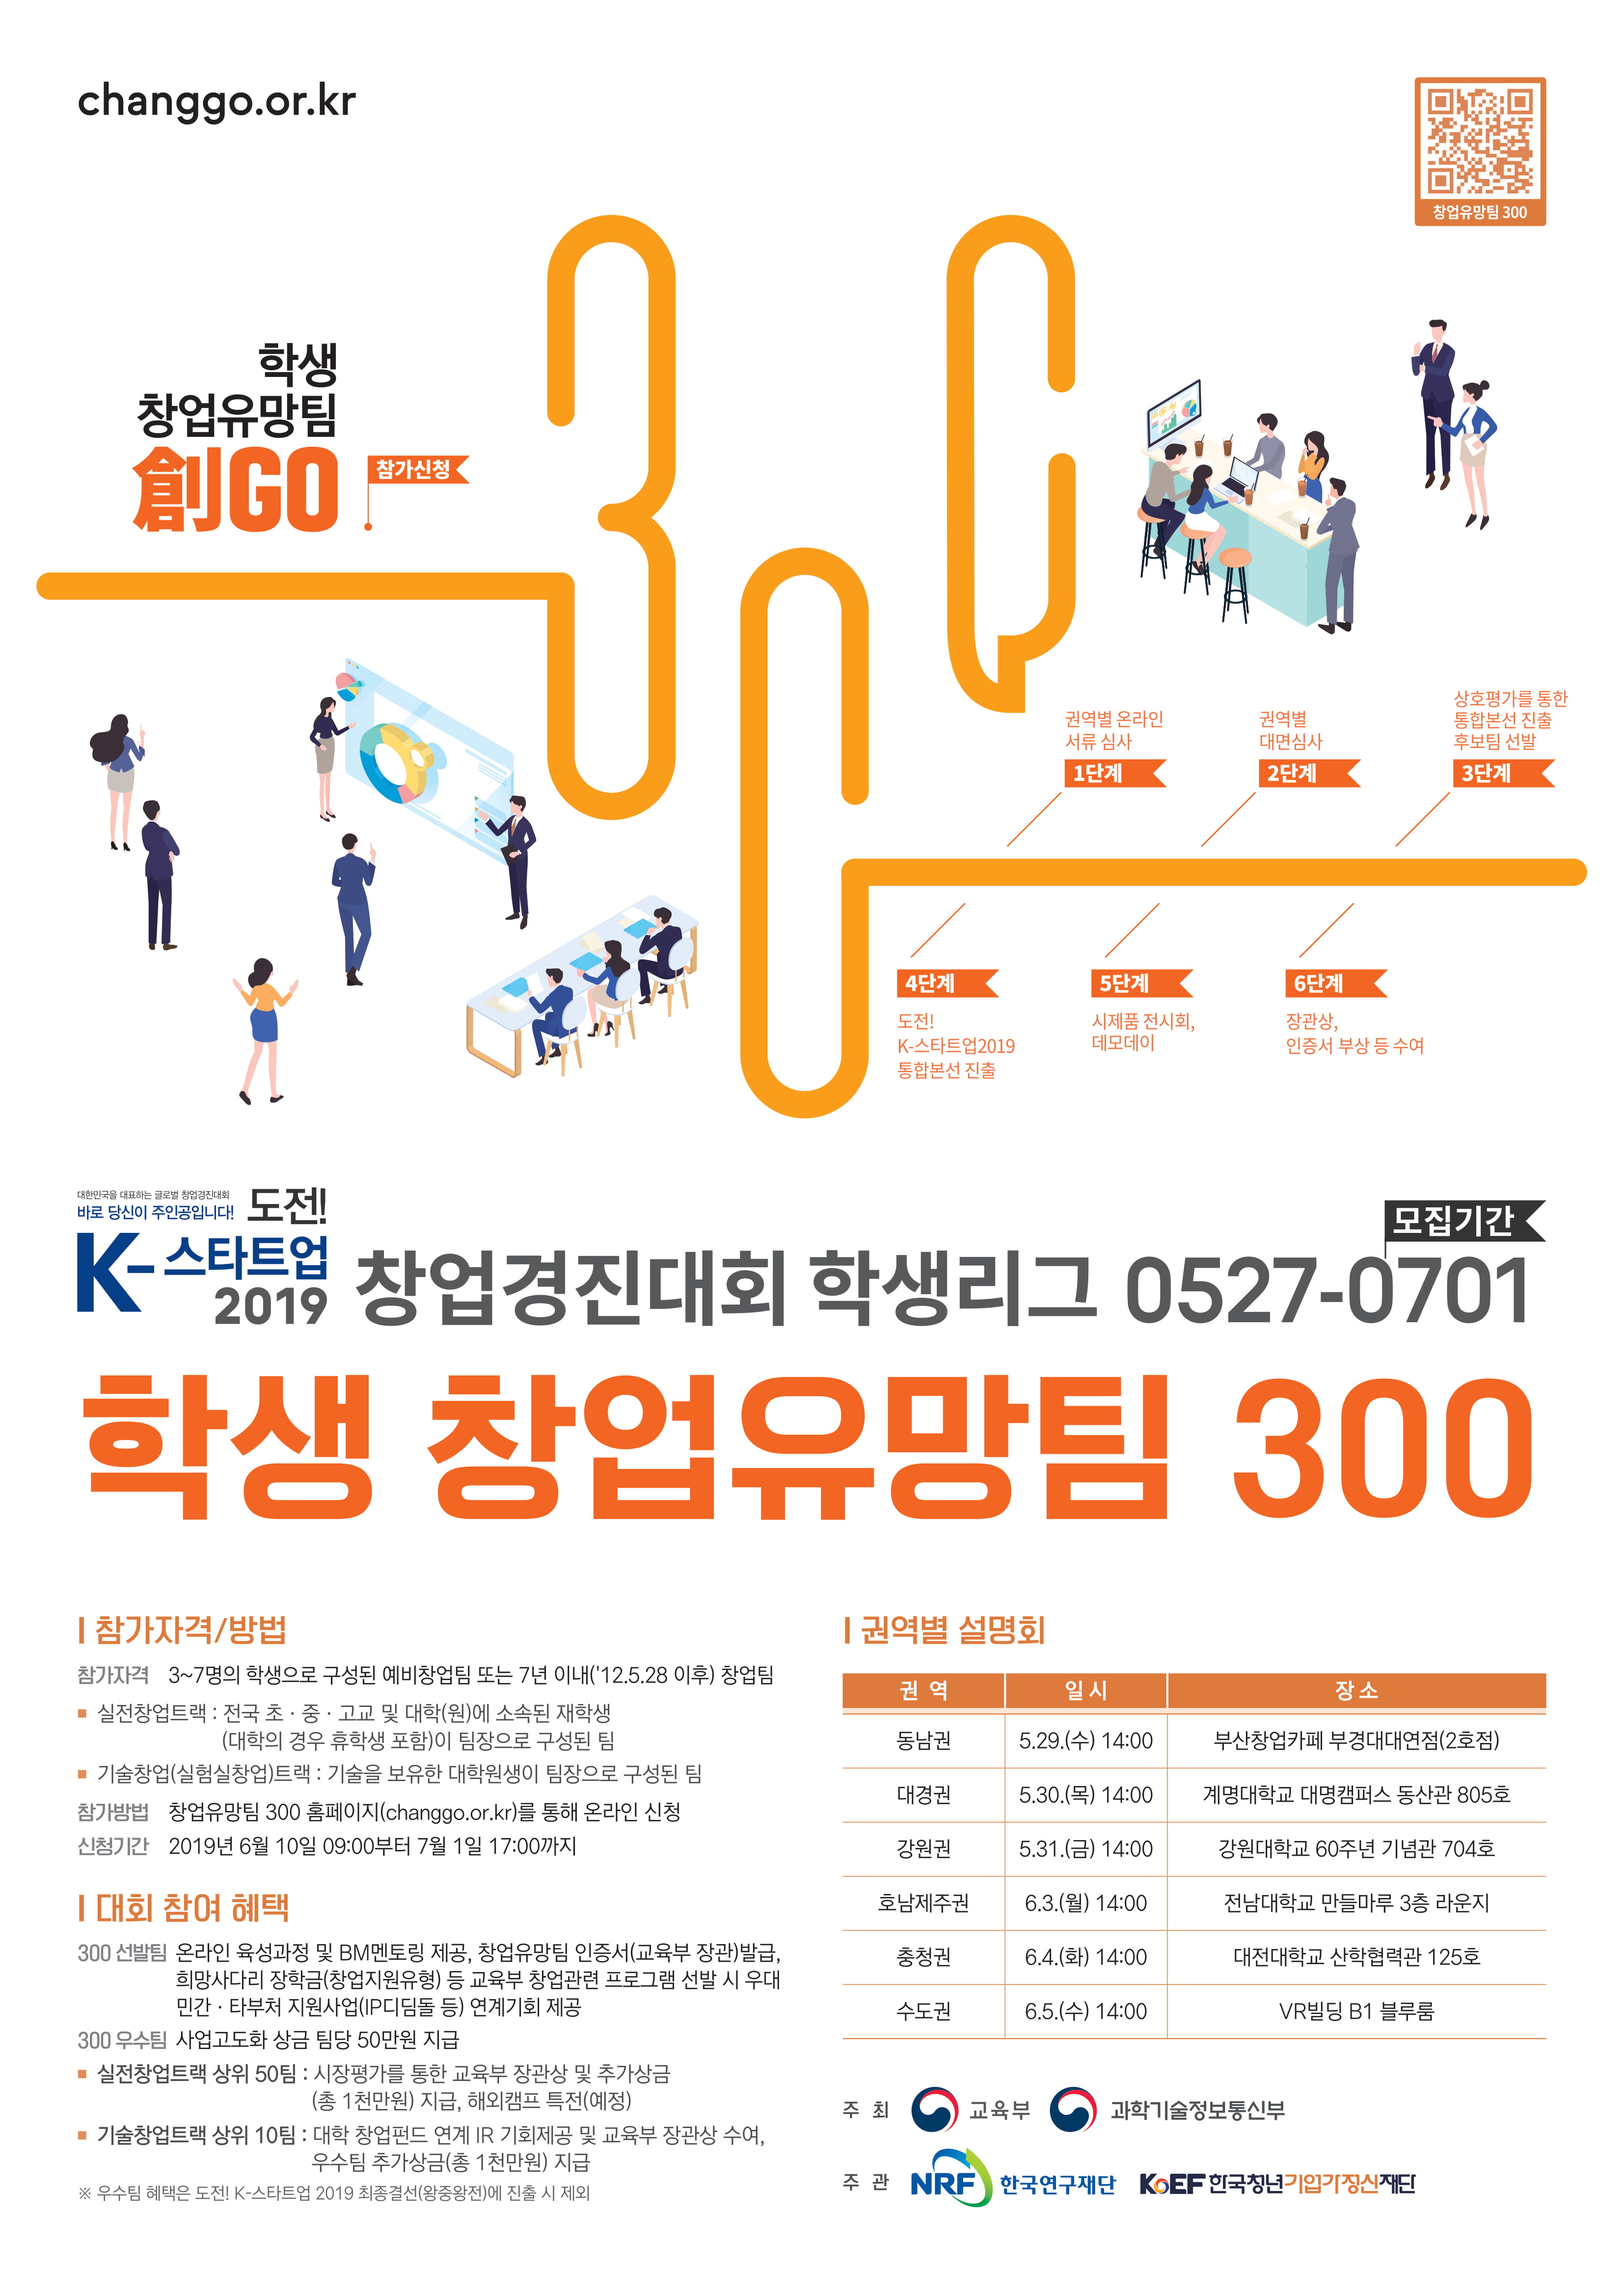 changgo.or.kr
창업유망팀 300
학생
창업유망팀
創GO
참가신청
권역별 온라인
서류 심사
1단계
권역별
대면심사
2단계
상호평가를 통한
통합본선 진출
후보팀 선발
3단계
4단계
도전!
K-스타트업2019
통합본선 진출
5단계
시제품 전시회,
데모데이
6단계
장관상,
인증서 부상 등 수여
대한민국을 대표하는 글로벌 창업경진대회
바로 당신이 주인공입니다! 도전!
K-스타트업
2019
모집기간
창업경진대회 학생리그 0527-0701
학생 창업유망팀 300
I 참가자격/방법
참가자격 3~7명의 학생으로 구성된 예비창업팀 또는 7년 이내('12.5.28 이후) 창업팀
■ 실전창업트랙 : 전국 초 · 중 · 고교 및 대학(원)에 소속된 재학생
(대학의 경우 휴학생 포함)이 팀장으로 구성된 팀
■ 기술창업(실험실창업)트랙 : 기술을 보유한 대학원생이 팀장으로 구성된 팀
참가방법 창업유망팀 300 홈페이지(changgo.or.kr)를 통해 온라인 신청
신청기간 2019년 6월 10일 09:00부터 7월 1일 17:00까지
I 대회 참여 혜택
300 선발팀 온라인 육성과정 및 BM멘토링 제공, 창업유망팀 인증서(교육부 장관)발급,
희망사다리 장학금(창업지원유형) 등 교육부 창업관련 프로그램 선발 시 우대
민간 · 타부처 지원사업(IP디딤돌 등) 연계기회 제공
300 우수팀 사업고도화 상금 팀당 50만원 지급
■ 실전창업트랙 상위 50팀 : 시장평가를 통한 교육부 장관상 및 추가상금
(총 1천만원) 지급, 해외캠프 특전(예정)
■ 기술창업트랙 상위 10팀 : 대학 창업펀드 연계 IR 기회제공 및 교육부 장관상 수여,
우수팀 추가상금(총 1천만원) 지급
※ 우수팀 혜택은 도전! K-스타트업 2019 최종결선(왕중왕전)에 진출 시 제외
I 권역별 설명회
권 역 일 시 장 소
동남권 5.29.(수) 14:00 부산창업카페 부경대대연점(2호점)
대경권 5.30.(목) 14:00 계명대학교 대명캠퍼스 동산관 805호
강원권 5.31.(금) 14:00 강원대학교 60주년 기념관 704호
호남제주권 6.3.(월) 14:00 전남대학교 만들마루 3층 라운지
충청권 6.4.(화) 14:00 대전대학교 산학협력관 125호
수도권 6.5.(수) 14:00 VR빌딩 B1 블루룸
주 최 교육부 과학기술정보통신부
주 관 NRF 한국연구재단 KoEF 한국청년기업가정신재단